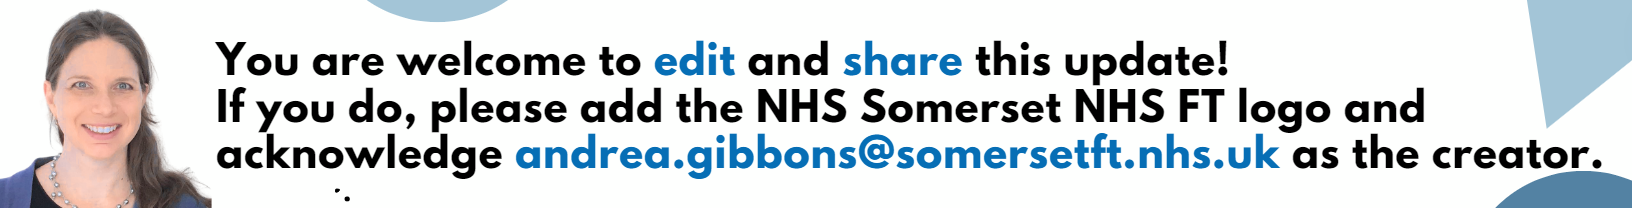 You are welcome to edit and share this update!
If you do, please add the NHS Somerset NHS FT logo and
acknowledge andrea.gibbons@somersetft.nhs.uk as the creator.